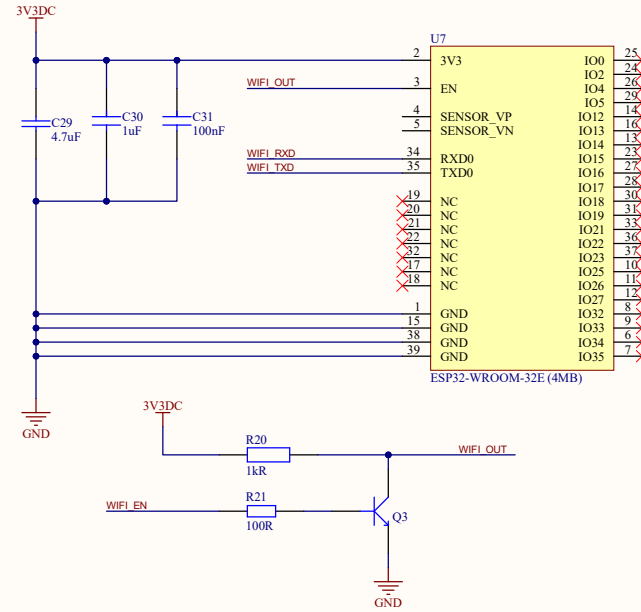 3V3DC
U7
2 3V3 IO0 25
IO2 24
WIFI_OUT 3 EN IO4 26
IO5 29
4 SENSOR_VP IO12 14
5 SENSOR_VN IO13 16
IO14 13
WIFI_RXD 34 RXD0 IO15 23
WIFI_TXD 35 TXD0 IO16 27
IO17 28
19 NC IO18 30
20 NC IO19 31
21 NC IO21 33
22 NC IO22 36
32 NC IO23 37
17 NC IO25 10
18 NC IO26 11
IO27 12
1 GND IO32 8
15 GND IO33 9
38 GND IO34 6
39 GND IO35 7
ESP32-WROOM-32E (4MB)
C29
4.7uF
C30
1uF
C31
100nF
GND
3V3DC
R20
1kR
WIFI_OUT
WIFI_EN
R21
100R
Q3
GND